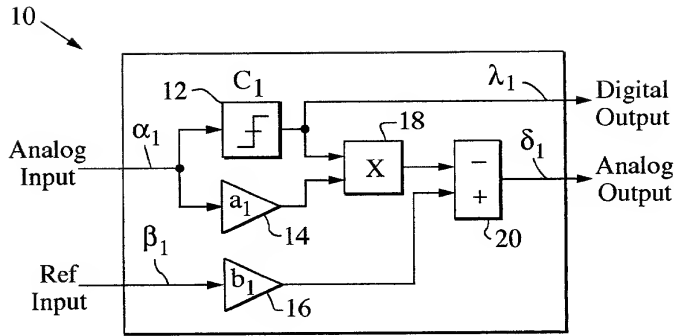 10
12
C₁
λ₁
Digital
Output
18
Analog
Input
α₁
X
−
+
δ₁
Analog
Output
a₁
14
20
Ref
Input
β₁
b₁
16